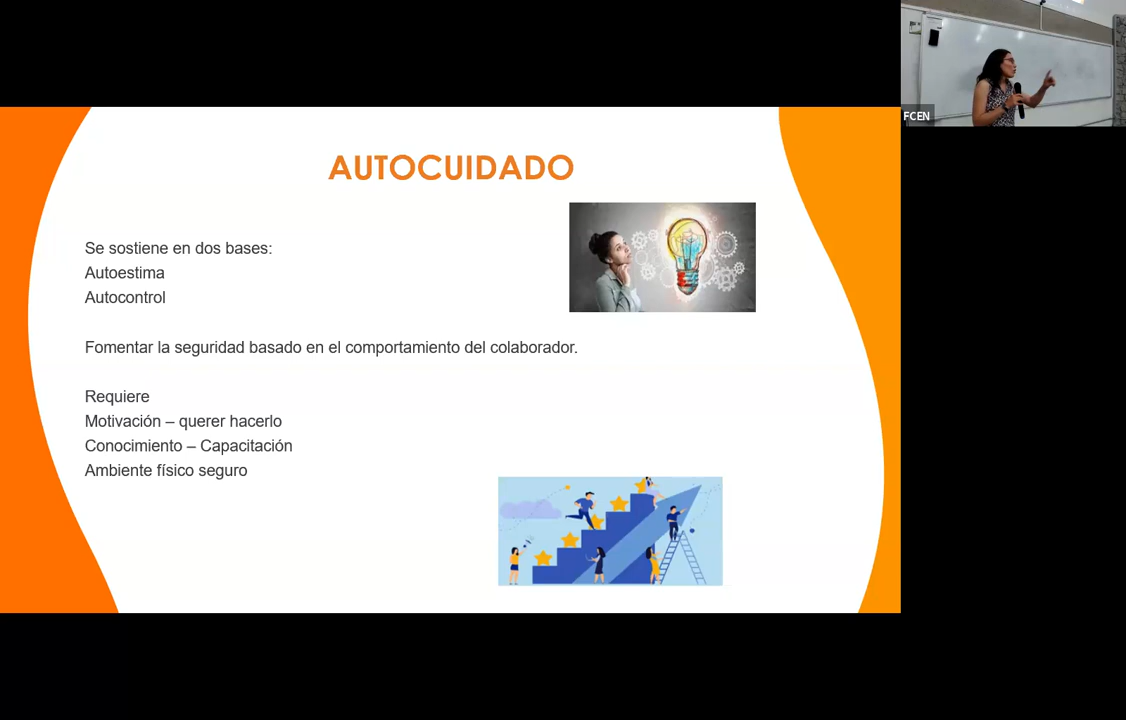 AUTOCUIDADO
Se sostiene en dos bases:
Autoestima
Autocontrol
Fomentar la seguridad basado en el comportamiento del colaborador.
Requiere
Motivación – querer hacerlo
Conocimiento – Capacitación
Ambiente físico seguro
FCEN